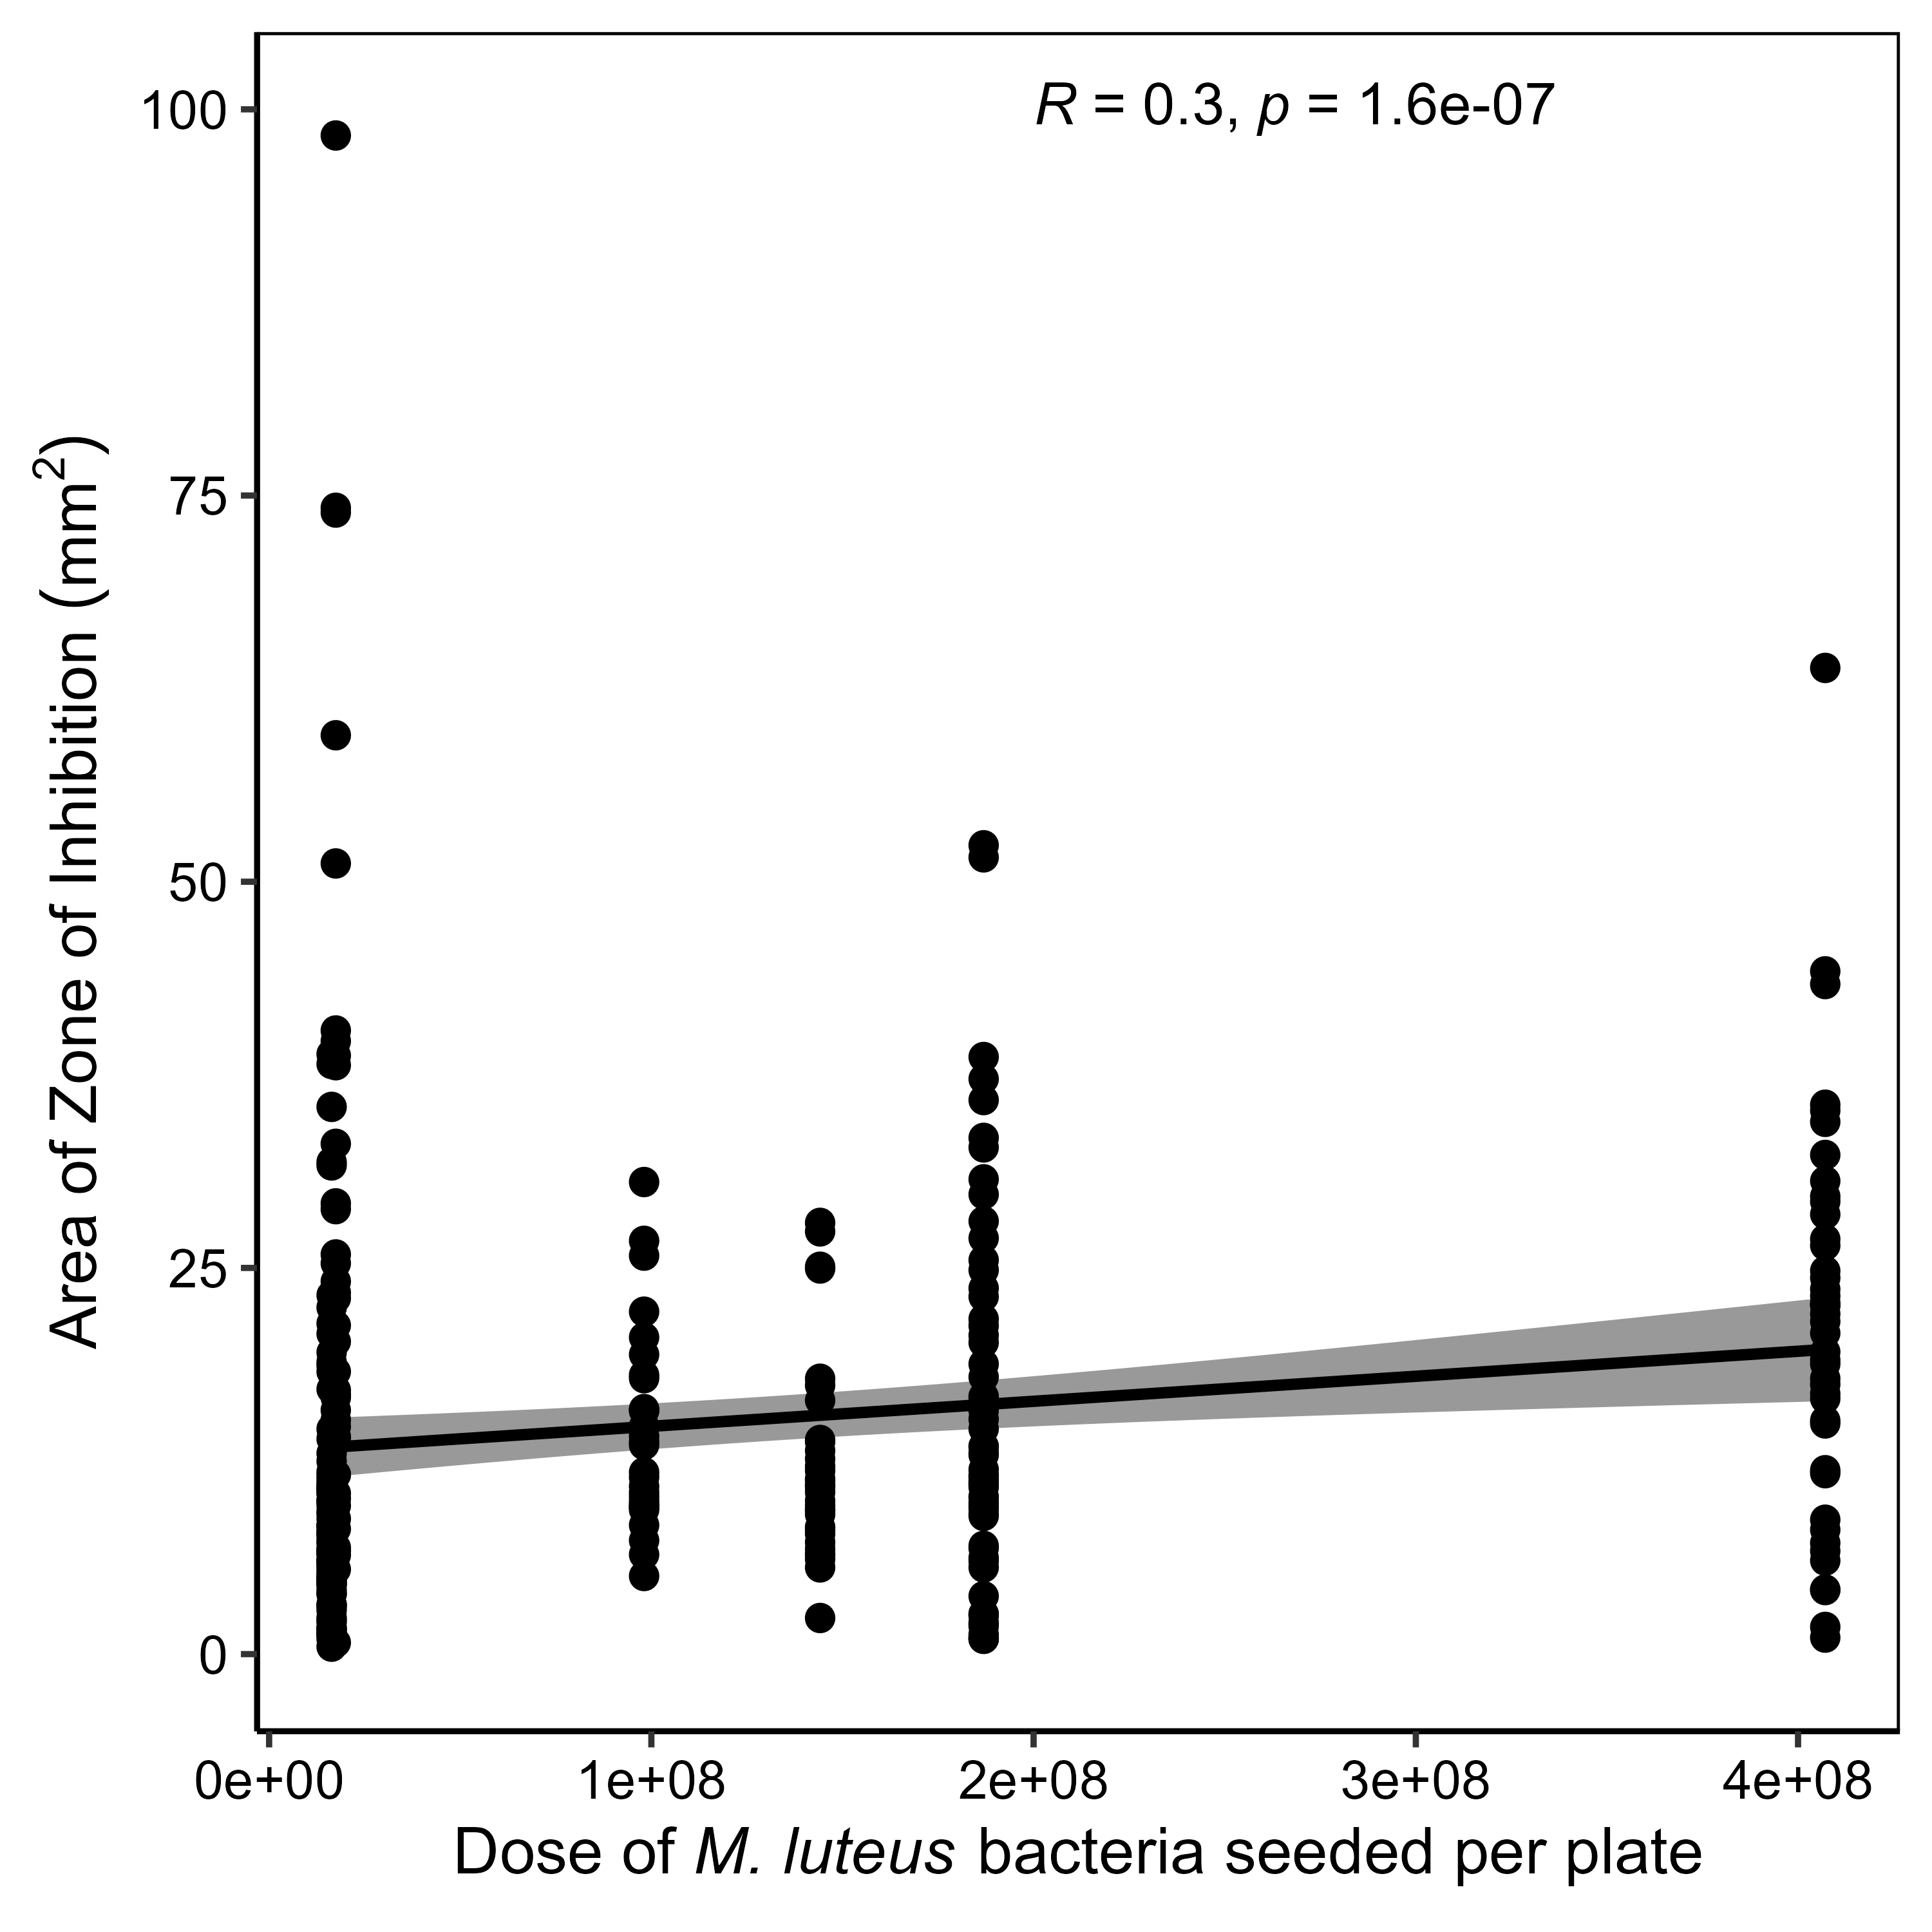 R = 0.3, p = 1.6e-07
100
75
50
25
0
Area of Zone of Inhibition (mm²)
0e+00 1e+08 2e+08 3e+08 4e+08
Dose of M. luteus bacteria seeded per plate